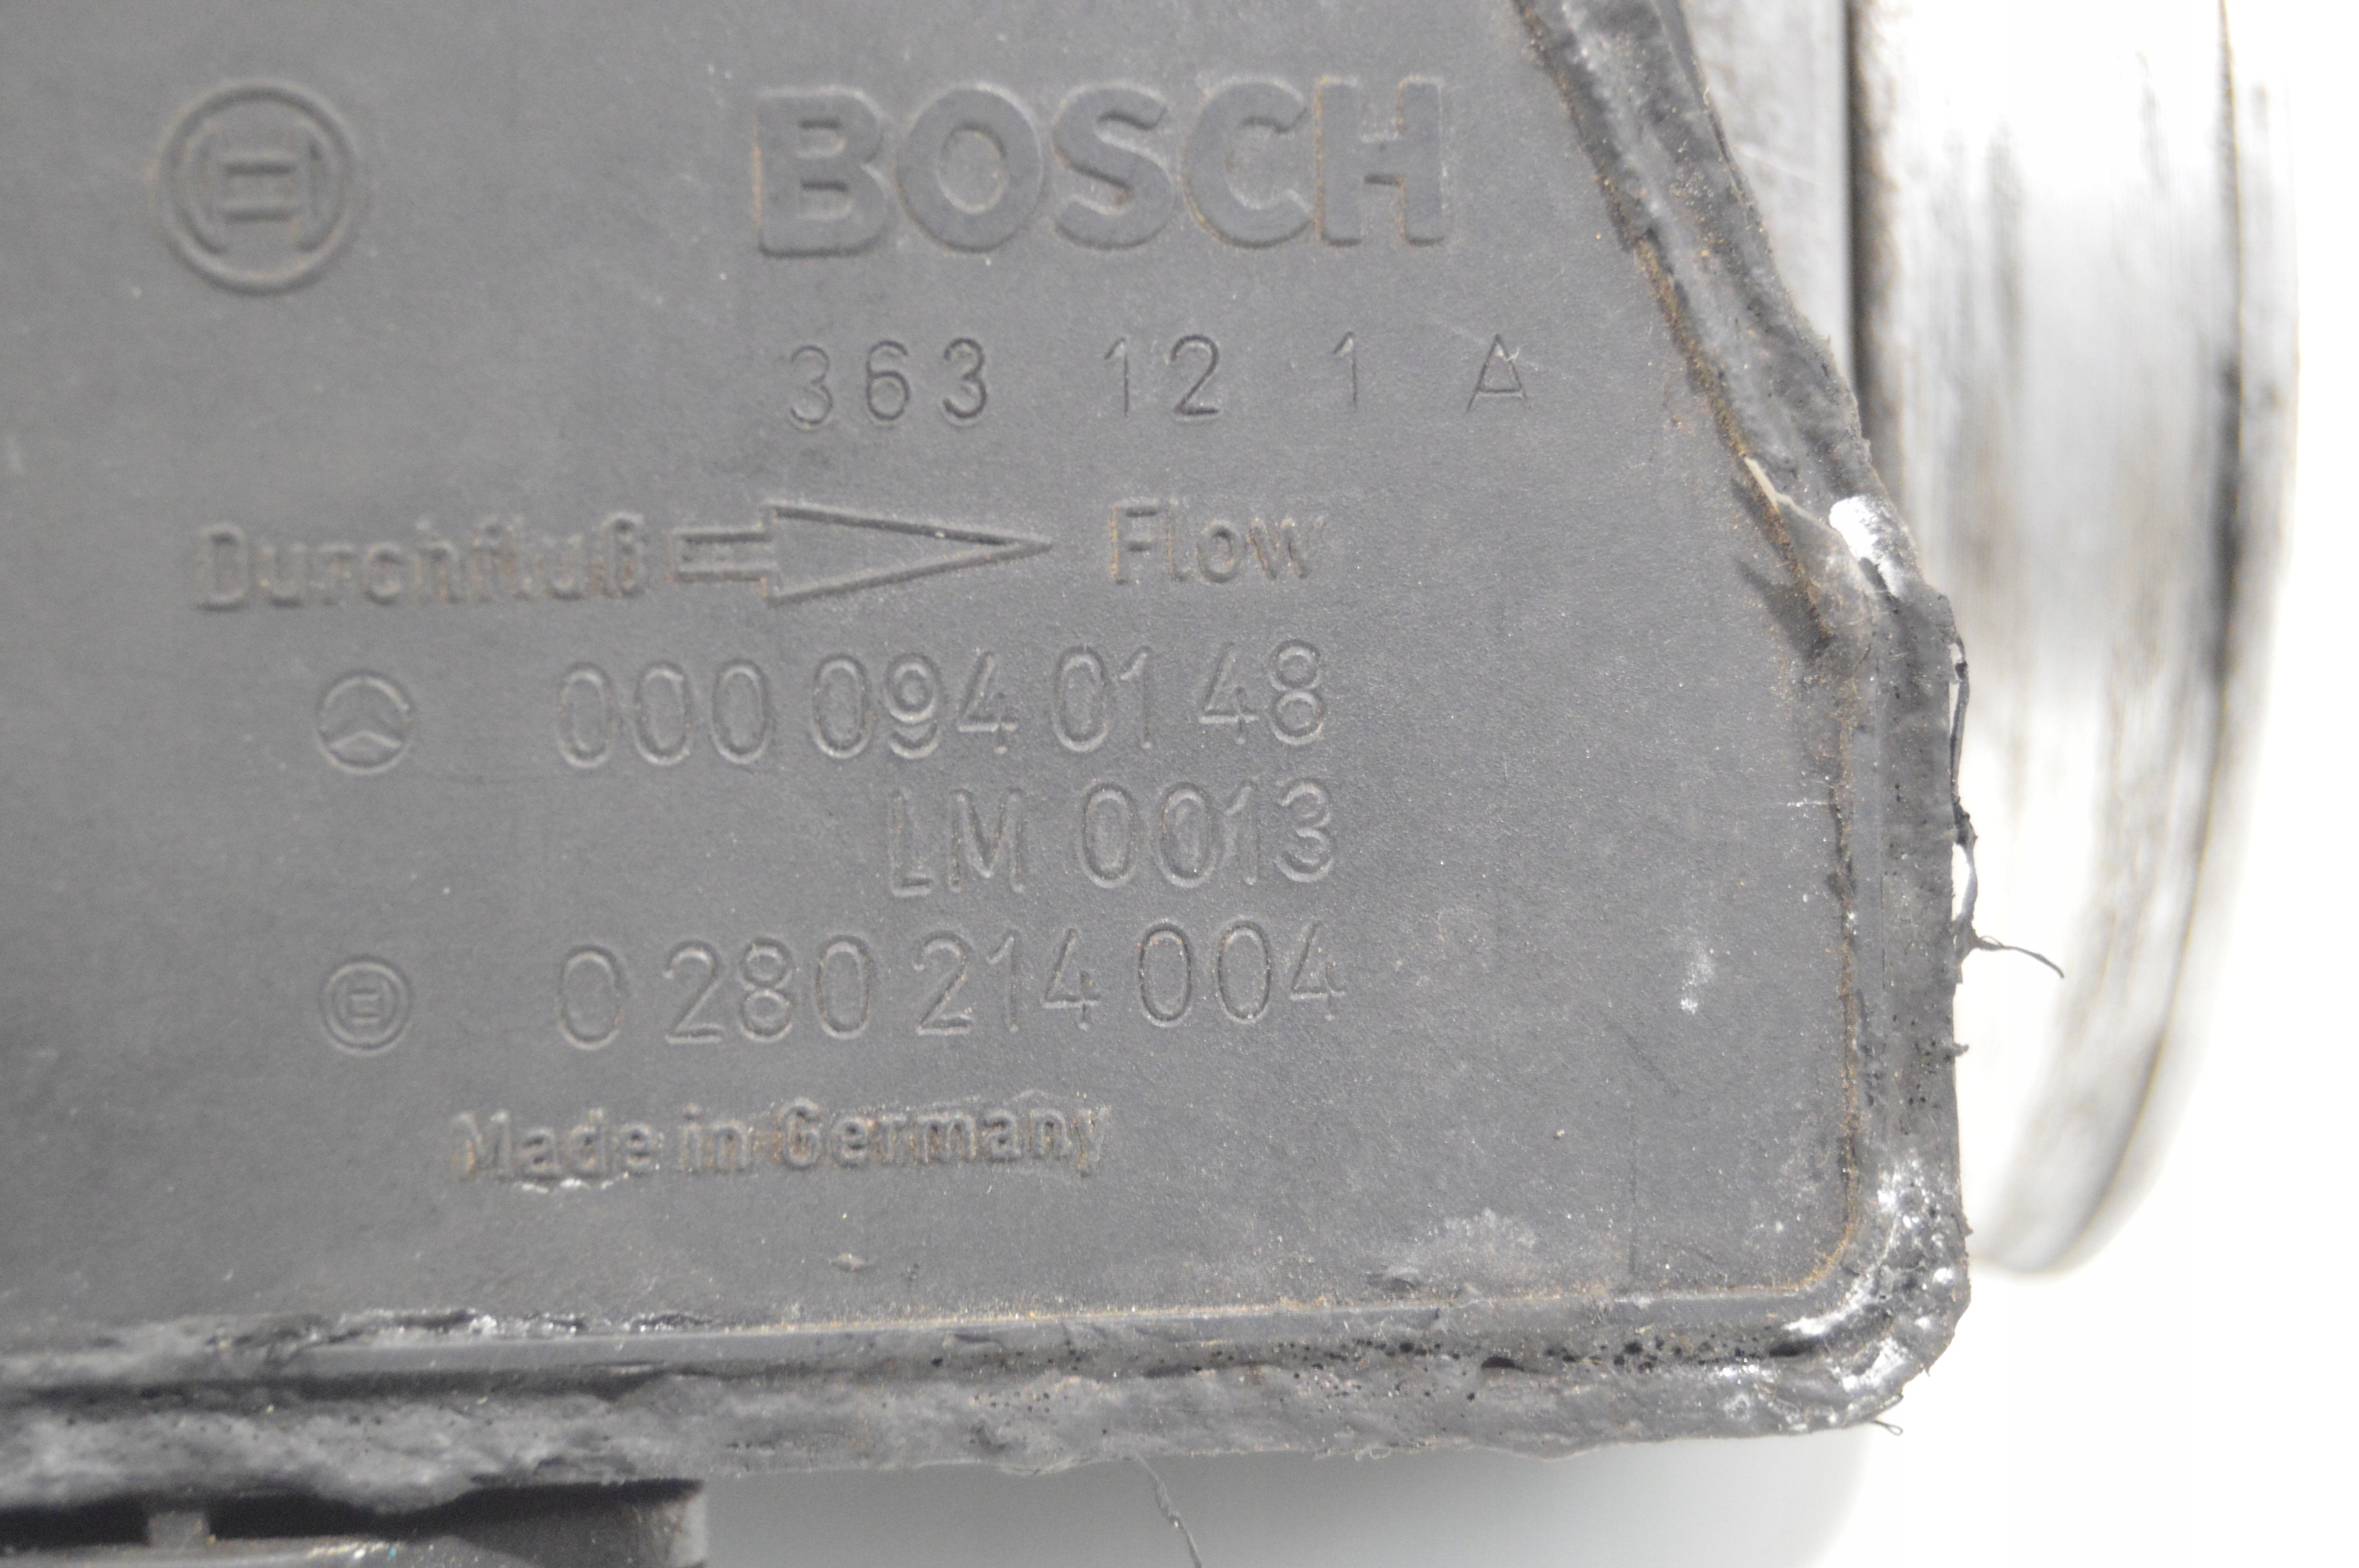 BOSCH
363 12 1 A
Durchfluß Flow
000 094 01 48
LM 0013
0 280 214 004
Made in Germany